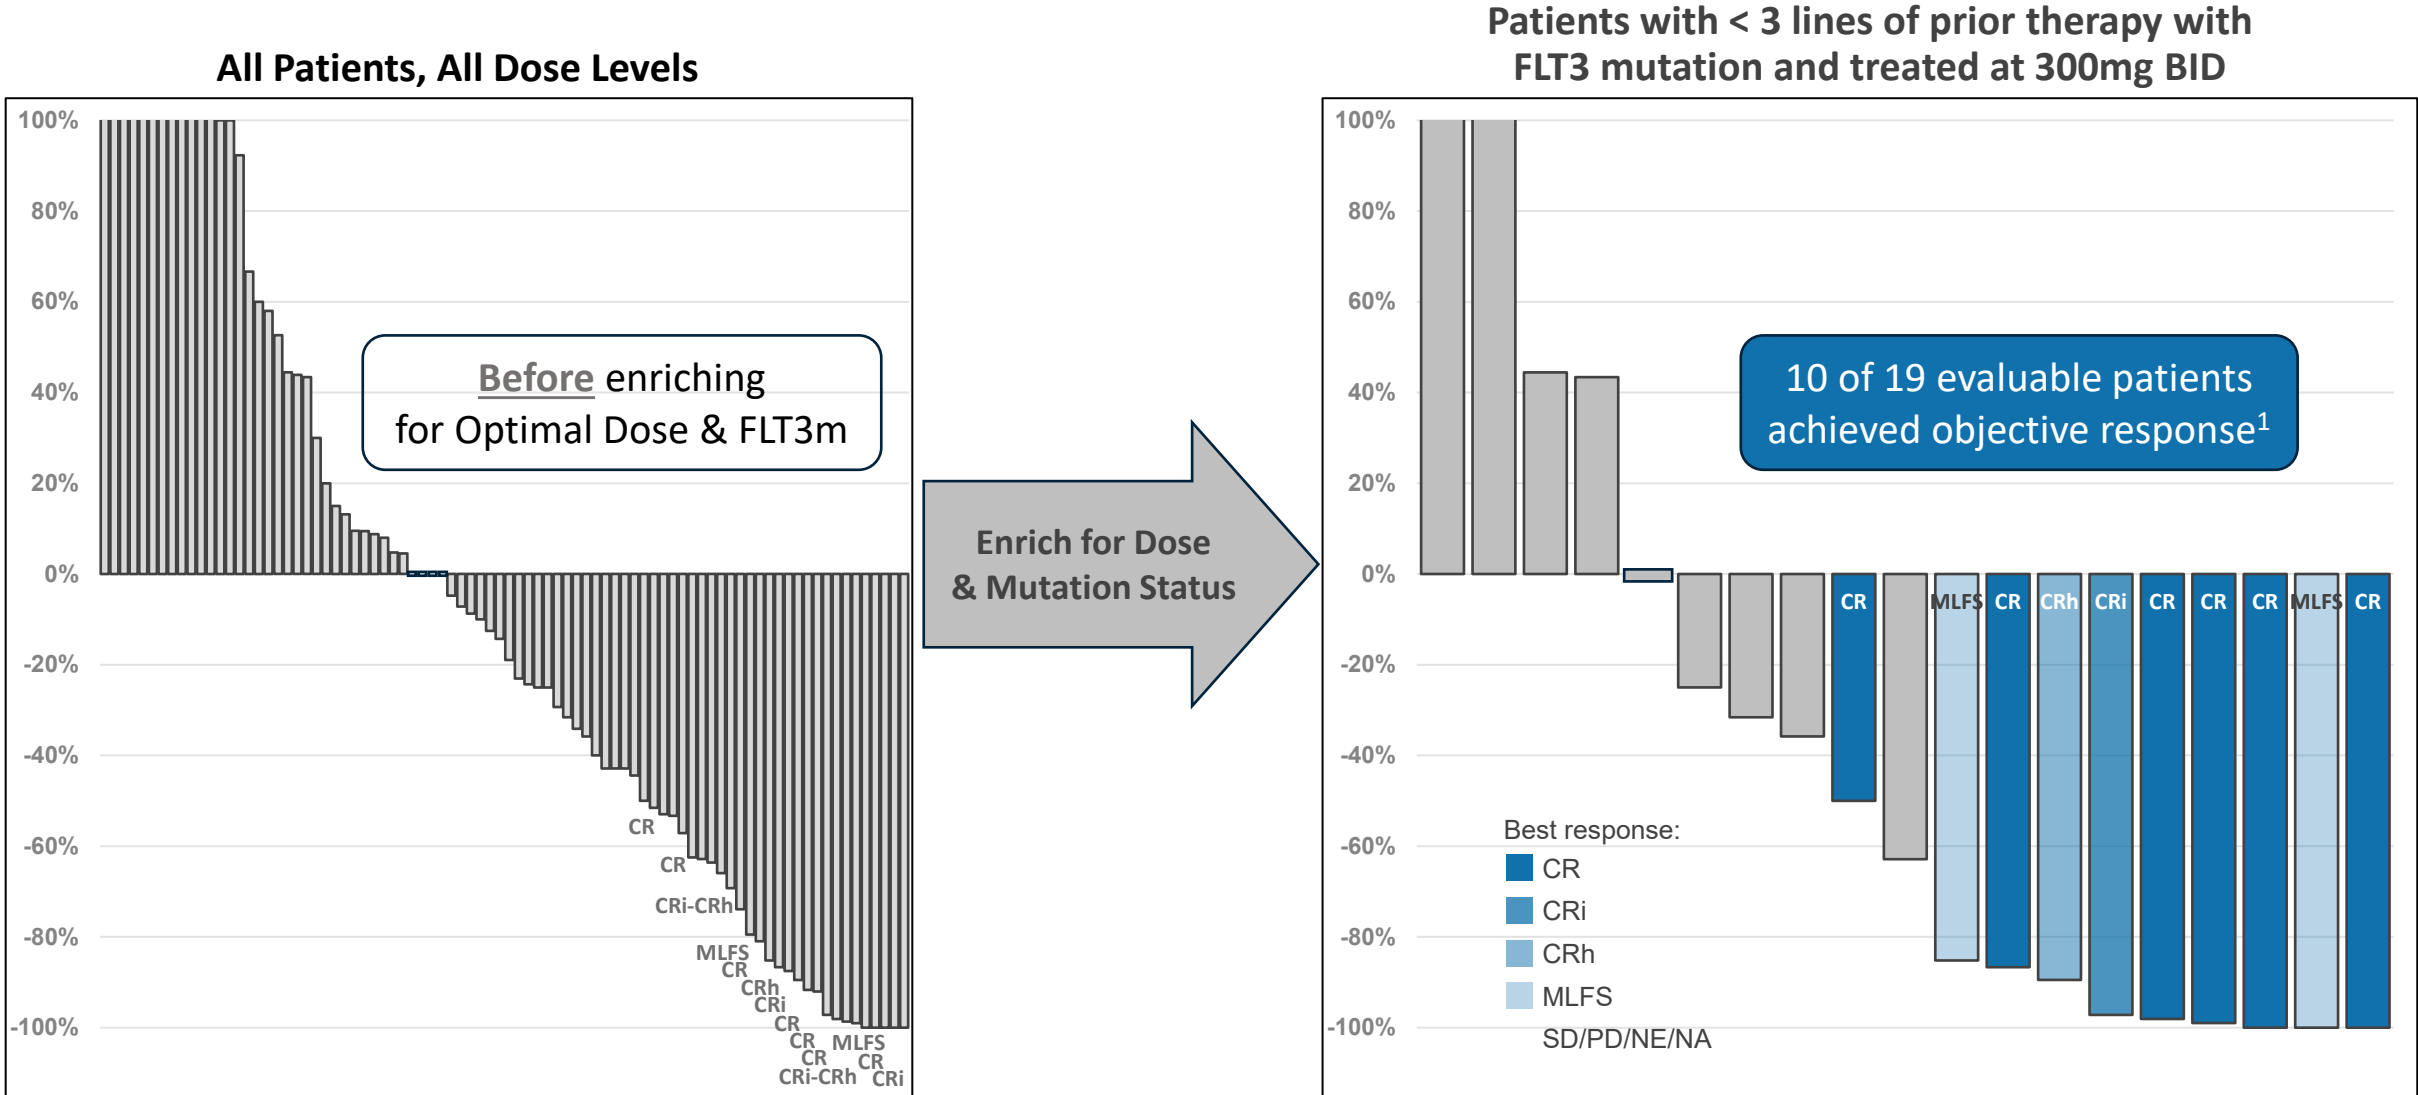 All Patients, All Dose Levels
100%
80%
60%
40%
20%
0%
-20%
-40%
-60%
-80%
-100%
Before enriching
for Optimal Dose & FLT3m
CR
CR
CRi-CRh
MLFS
CR
CRh
CRi
CR
CR
CR
CRi-CRh
MLFS
CR
CRi
Enrich for Dose
& Mutation Status
Patients with < 3 lines of prior therapy with
FLT3 mutation and treated at 300mg BID
100%
80%
60%
40%
20%
0%
-20%
-40%
-60%
-80%
-100%
10 of 19 evaluable patients
achieved objective response1
CR
MLFS
CR
CRh
CRi
CR
CR
CR
MLFS
CR
Best response:
CR
CRi
CRh
MLFS
SD/PD/NE/NA